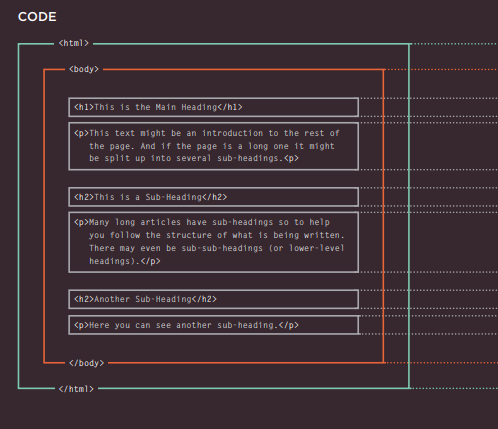 CODE
<html>
<body>
<h1>This is the Main Heading</h1>
<p>This text might be an introduction to the rest of
the page. And if the page is a long one it might
be split up into several sub-headings.<p>
<h2>This is a Sub-Heading</h2>
<p>Many long articles have sub-headings so to help
you follow the structure of what is being written.
There may even be sub-sub-headings (or lower-level
headings).</p>
<h2>Another Sub-Heading</h2>
<p>Here you can see another sub-heading.</p>
</body>
</html>